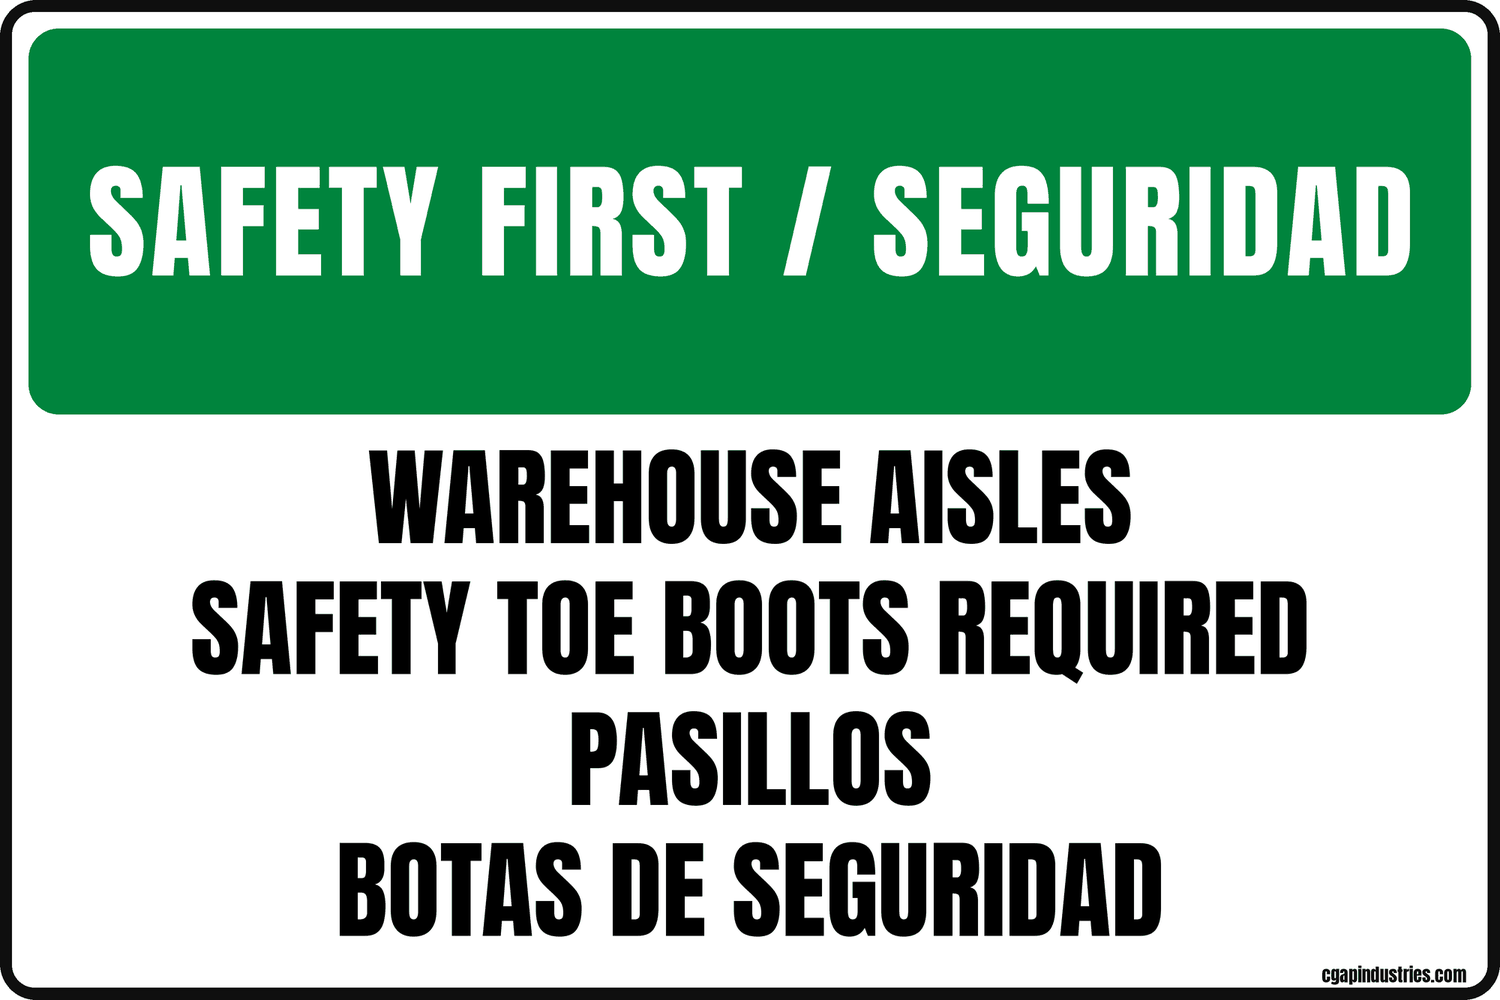 SAFETY FIRST / SEGURIDAD
WAREHOUSE AISLES
SAFETY TOE BOOTS REQUIRED
PASILLOS
BOTAS DE SEGURIDAD
cgapindustries.com